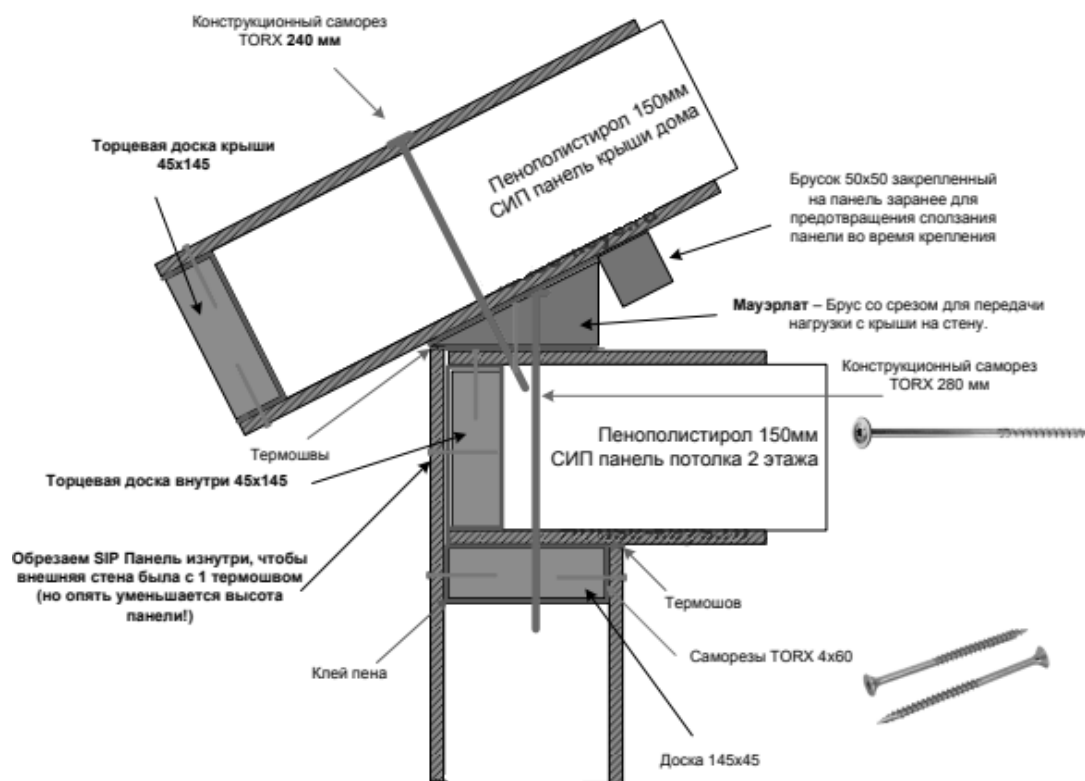 Конструкционный саморез
TORX 240 мм
Торцевая доска крыши
45x145
Пенополистирол 150мм
СИП панель крыши дома
Брусок 50x50 закрепленный
на панель заранее для
предотвращения сползания
панели во время крепления
Мауэрлат – Брус со срезом для передачи
нагрузки с крыши на стену.
Конструкционный саморез
TORX 280 мм
Термошвы
Пенополистирол 150мм
СИП панель потолка 2 этажа
Торцевая доска внутри 45x145
Обрезаем SIP Панель изнутри, чтобы
внешняя стена была с 1 термошвом
(но опять уменьшается высота
панели!)
Термошов
Клей пена
Саморезы TORX 4x60
Доска 145x45